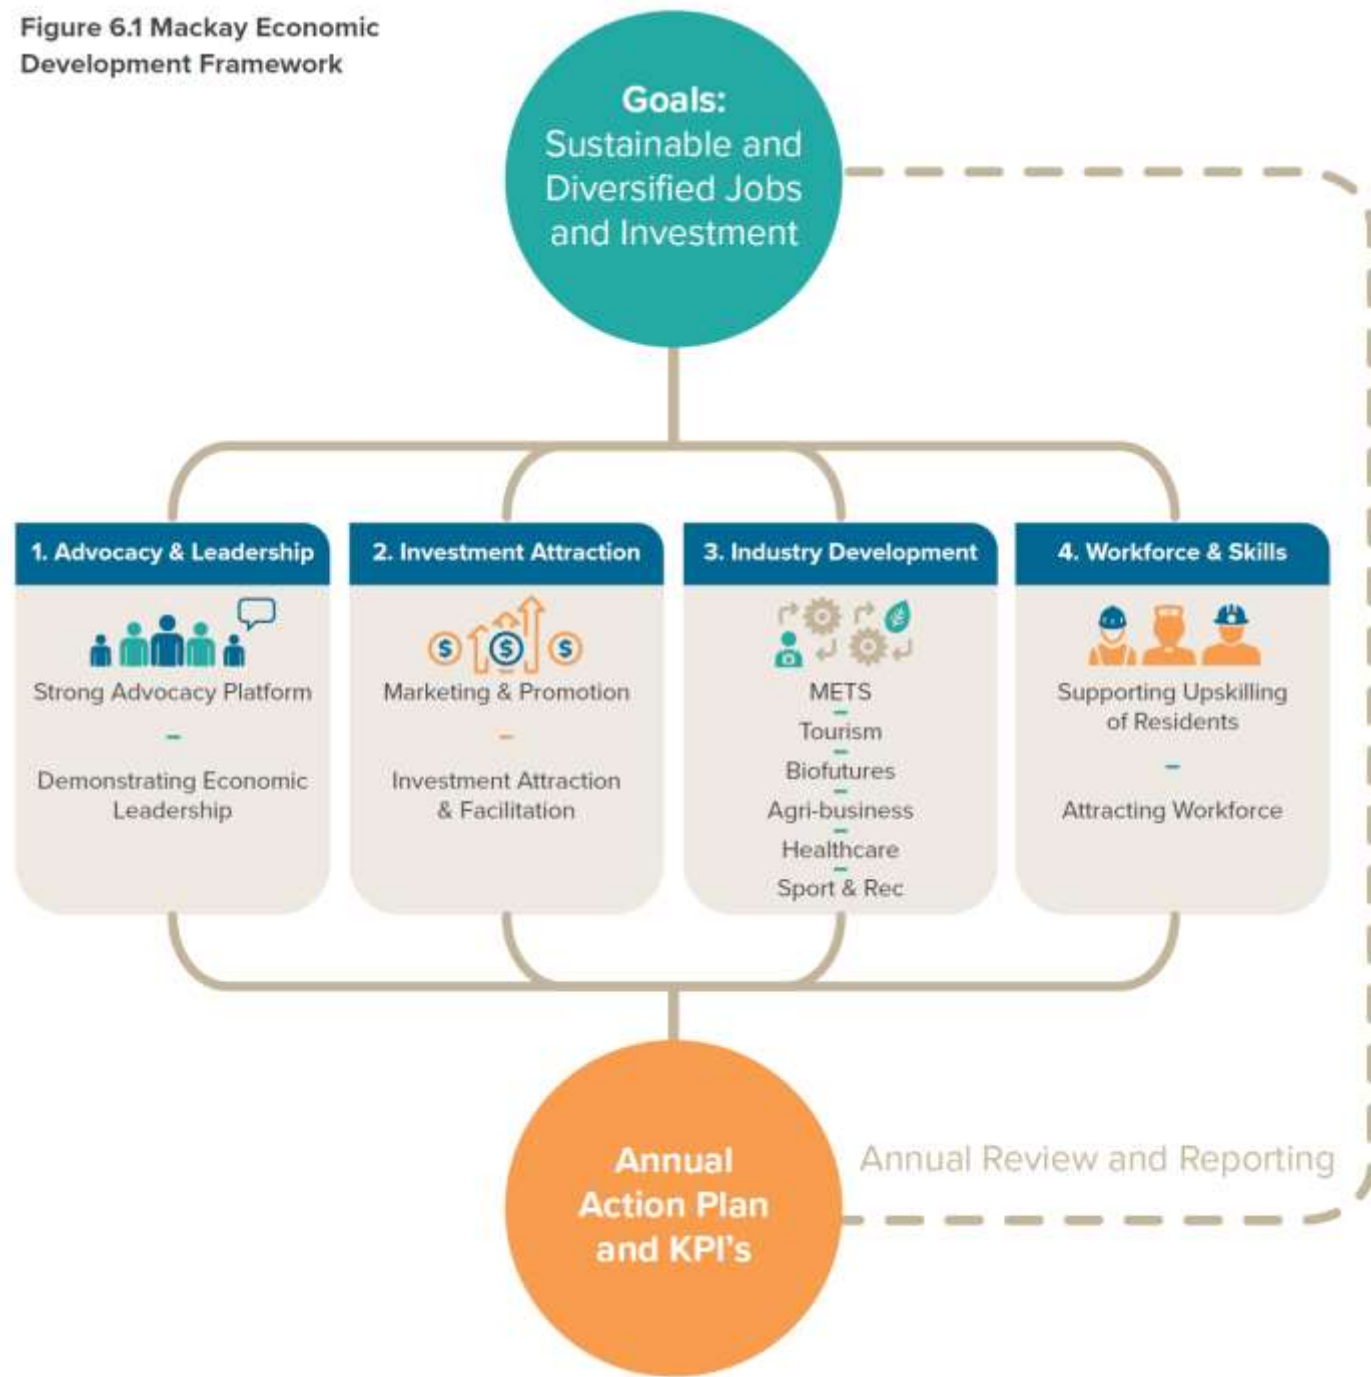 Figure 6.1 Mackay Economic
Development Framework
Goals:
Sustainable and
Diversified Jobs
and Investment
1. Advocacy & Leadership
Strong Advocacy Platform
–
Demonstrating Economic
Leadership
2. Investment Attraction
$ $ $
Marketing & Promotion
–
Investment Attraction
& Facilitation
3. Industry Development
METS
–
Tourism
–
Biofutures
–
Agri-business
–
Healthcare
–
Sport & Rec
4. Workforce & Skills
Supporting Upskilling
of Residents
–
Attracting Workforce
Annual
Action Plan
and KPI's
Annual Review and Reporting